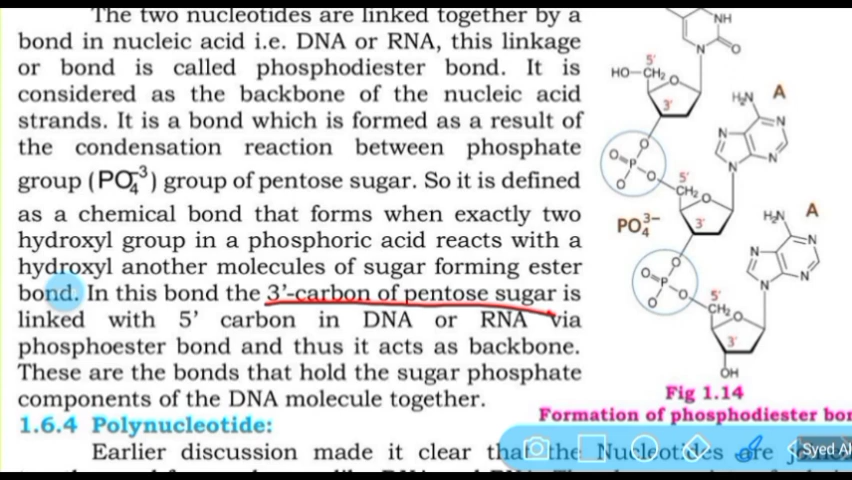 The two nucleotides are linked together by a
bond in nucleic acid i.e. DNA or RNA, this linkage
or bond is called phosphodiester bond. It is
considered as the backbone of the nucleic acid
strands. It is a bond which is formed as a result of
the condensation reaction between phosphate
group (PO₄⁻³) group of pentose sugar. So it is defined
as a chemical bond that forms when exactly two
hydroxyl group in a phosphoric acid reacts with a
hydroxyl another molecules of sugar forming ester
bond. In this bond the 3’-carbon of pentose sugar is
linked with 5’ carbon in DNA or RNA via
phosphoester bond and thus it acts as backbone.
These are the bonds that hold the sugar phosphate
components of the DNA molecule together.
1.6.4 Polynucleotide:
Earlier discussion made it clear that the Nucleotides are
NH
N
O
5'
HO-CH₂
O
3'
H₂N
A
N
N
N
N
O
O=P
O
O
5'
CH₂
O
3'
PO₄³⁻
H₂N
A
N
N
N
N
O
O=P
O
O
5'
CH₂
O
3'
OH
Fig 1.14
Formation of phosphodiester
Syed